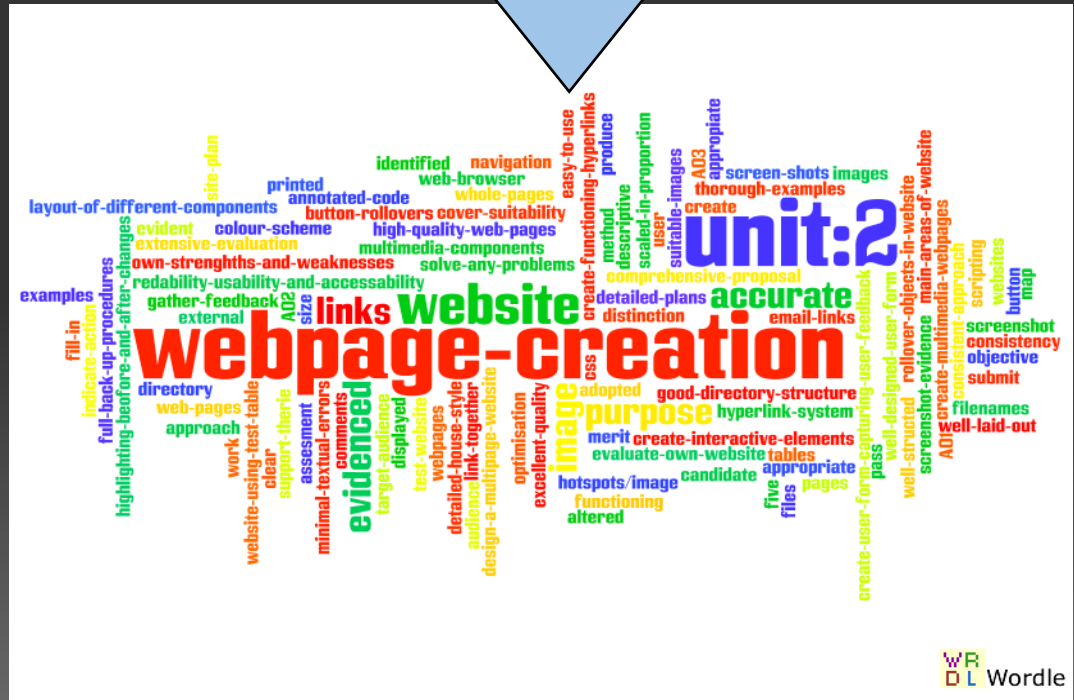 easy-to-use
create-functioning-hyperlinks
produce
scaled-in-proportion
appropiate
site-plan
identified
navigation
suitable-images
AO3
main-areas-of-website
web-browser
screen-shots
images
printed
annotated-code
whole-pages
method
descriptive
thorough-examples
layout-of-different-components
button-rollovers
cover-suitability
user
create
rollover-objects-in-website
evident
colour-scheme
high-quality-web-pages
unit:2
create-multimedia-webpages
extensive-evaluation
multimedia-components
scripting
websites
own-strenghths-and-weaknesses
solve-any-problems
consistent-approach
button
map
highlighting-beofre-and-after-changes
redability-usability-and-accessability
comprehensive-proposal
well-designed-user-form
full-back-up-procedures
examples
gather-feedback
AO2
size
links
website
detailed-plans
accurate
indicate-action
fill-in
external
distinction
email-links
screenshot
webpage-creation
css
consistency
objective
directory
adopted
good-directory-structure
submit
web-pages
evidenced
image
purpose
hyperlink-system
filenames
approach
AO1
well-laid-out
work
website-using-test-table
clear
support-therie
assesment
minimal-textual-errors
comments
target-audience
displayed
test-website
webpages
detailed-house-style
link-together
audience
design-a-multipage-website
optimisation
excellent-quality
merit
create-interactive-elements
evaluate-own-website
tables
hotspots/image
candidate
appropriate
pass
well-structured
screenshot-evidence
functioning
five
files
pages
altered
create-user-form-capturing-user-feedback
WRDL
Wordle